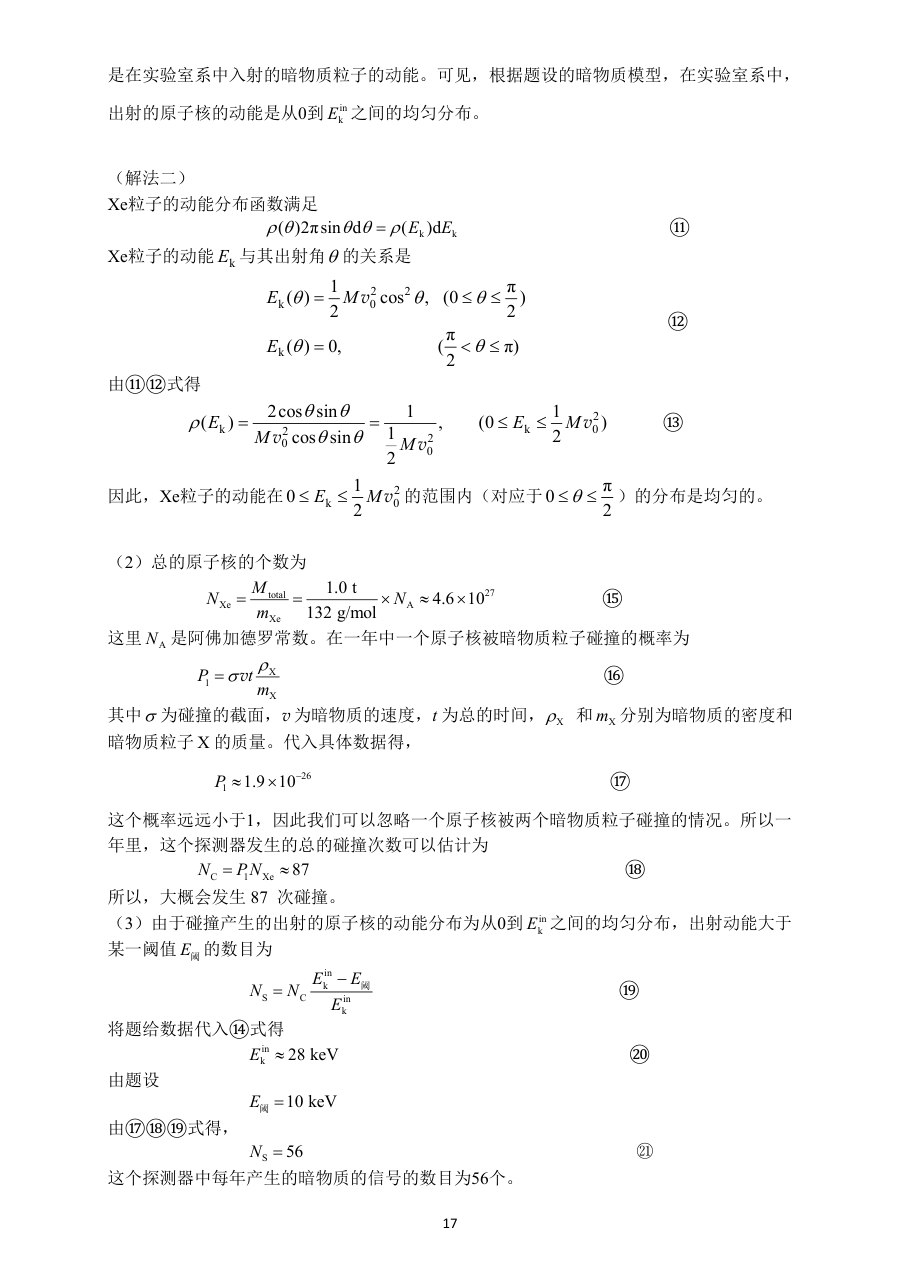 是在实验室系中入射的暗物质粒子的动能。可见，根据题设的暗物质模型，在实验室系中，
出射的原子核的动能是从0到 E_k^in 之间的均匀分布。
（解法二）
Xe粒子的动能分布函数满足
ρ(θ)2π sin θdθ = ρ(E_k)dE_k ⑪
Xe粒子的动能 E_k 与其出射角 θ 的关系是
E_k(θ) = 1/2 Mv_0^2 cos^2 θ, (0 ≤ θ ≤ π/2)
⑫
E_k(θ) = 0, (π/2 < θ ≤ π)
由⑪⑫式得
ρ(E_k) = (2cosθ sinθ)/(Mv_0^2 cosθ sinθ) = 1/(1/2 Mv_0^2), (0 ≤ E_k ≤ 1/2 Mv_0^2) ⑬
因此，Xe粒子的动能在 0 ≤ E_k ≤ 1/2 Mv_0^2 的范围内（对应于 0 ≤ θ ≤ π/2）的分布是均匀的。
（2）总的原子核的个数为
N_Xe = M_total/m_Xe = 1.0 t/132 g/mol × N_A ≈ 4.6×10^27 ⑮
这里 N_A 是阿佛加德罗常数。在一年中一个原子核被暗物质粒子碰撞的概率为
P_1 = σvt ρ_X/m_X ⑯
其中 σ 为碰撞的截面，v 为暗物质的速度，t 为总的时间，ρ_X 和 m_X 分别为暗物质的密度和
暗物质粒子 X 的质量。代入具体数据得，
P_1 ≈ 1.9×10^−26 ⑰
这个概率远远小于1，因此我们可以忽略一个原子核被两个暗物质粒子碰撞的情况。所以一
年里，这个探测器发生的总的碰撞次数可以估计为
N_C = P_1 N_Xe ≈ 87 ⑱
所以，大概会发生 87 次碰撞。
（3）由于碰撞产生的出射的原子核的动能分布为从0到 E_k^in 之间的均匀分布，出射动能大于
某一阈值 E_阈 的数目为
N_S = N_C (E_k^in − E_阈)/E_k^in ⑲
将题给数据代入⑭式得
E_k^in ≈ 28 keV ⑳
由题设
E_阈 = 10 keV
由⑰⑱⑲式得，
N_S = 56 ㉑
这个探测器中每年产生的暗物质的信号的数目为56个。
17